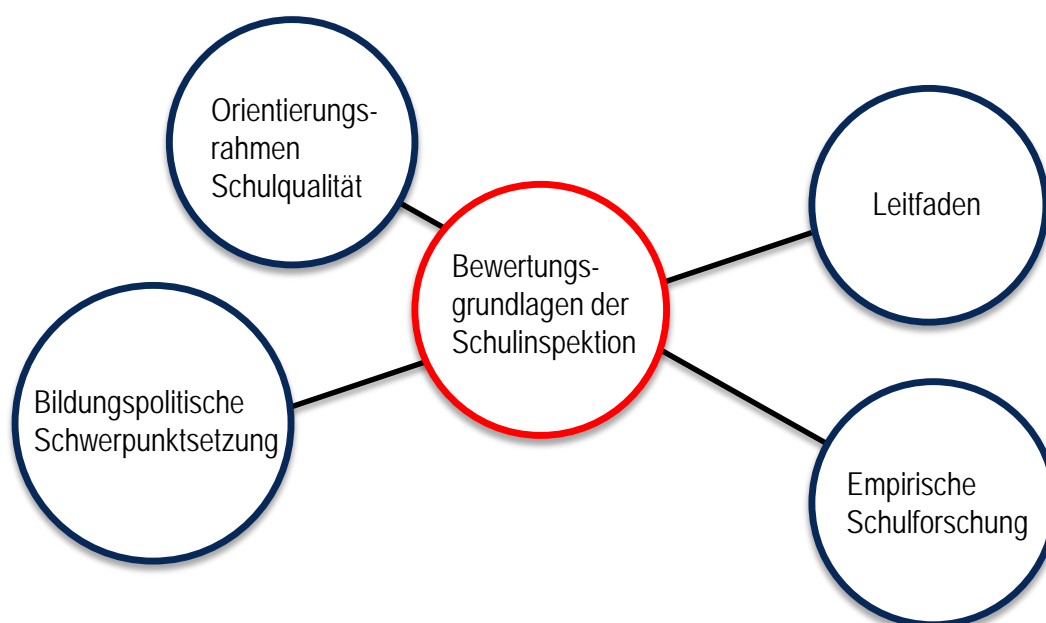 Orientierungs-
rahmen
Schulqualität
Leitfaden
Bewertungs-
grundlagen der
Schulinspektion
Bildungspolitische
Schwerpunktsetzung
Empirische
Schulforschung